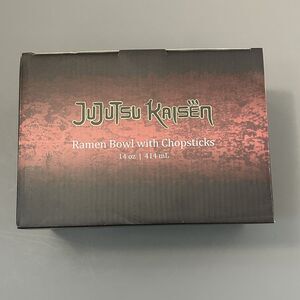 JUJUTSU KAISEN
Ramen Bowl with Chopsticks
14 oz | 414 mL